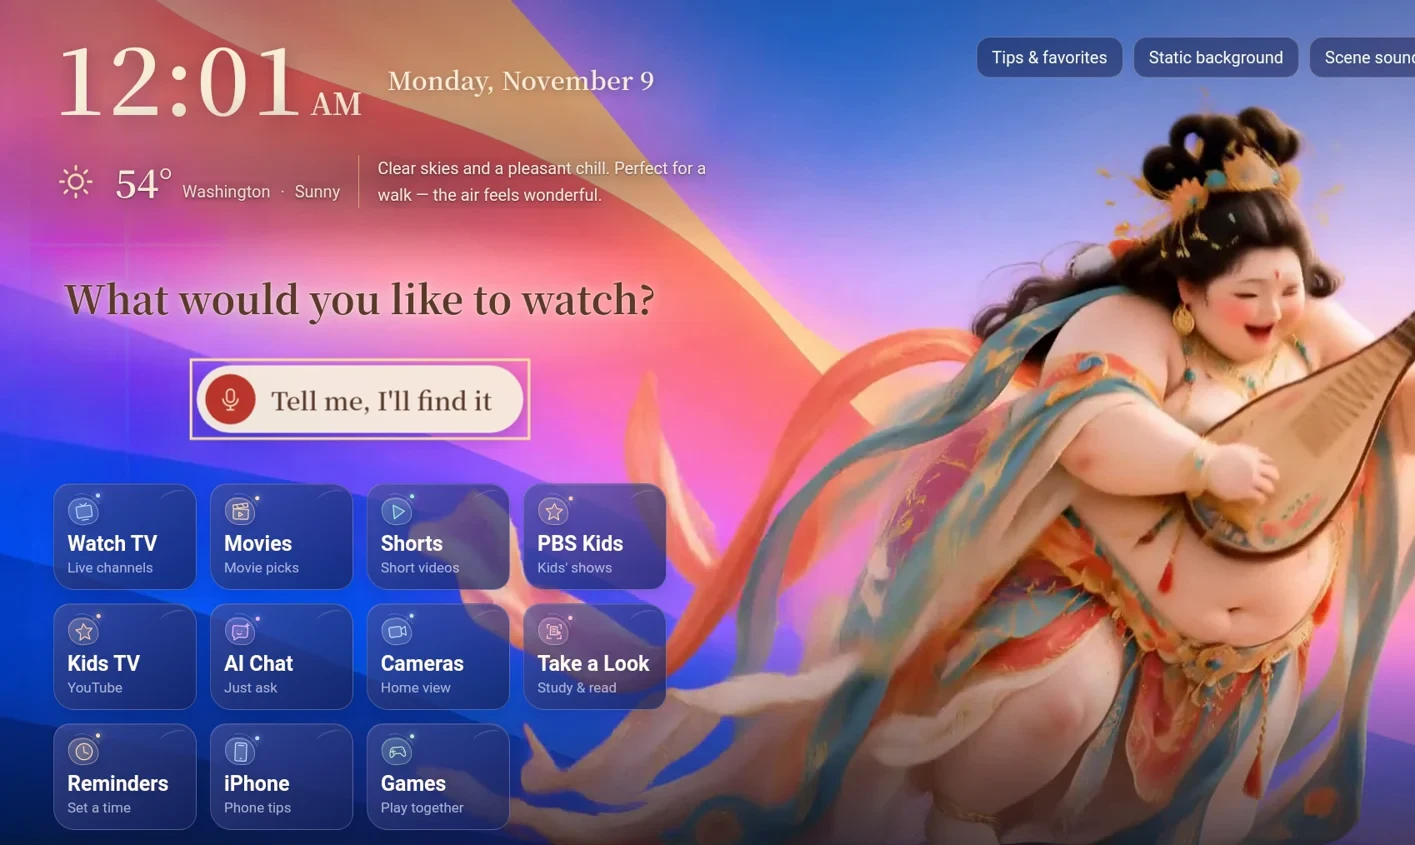 12:01 AM
Monday, November 9
Tips & favorites
Static background
Scene soun
54° Washington · Sunny
Clear skies and a pleasant chill. Perfect for a
walk — the air feels wonderful.
What would you like to watch?
Tell me, I'll find it
Watch TV
Live channels
Movies
Movie picks
Shorts
Short videos
PBS Kids
Kids' shows
Kids TV
YouTube
AI Chat
Just ask
Cameras
Home view
Take a Look
Study & read
Reminders
Set a time
iPhone
Phone tips
Games
Play together